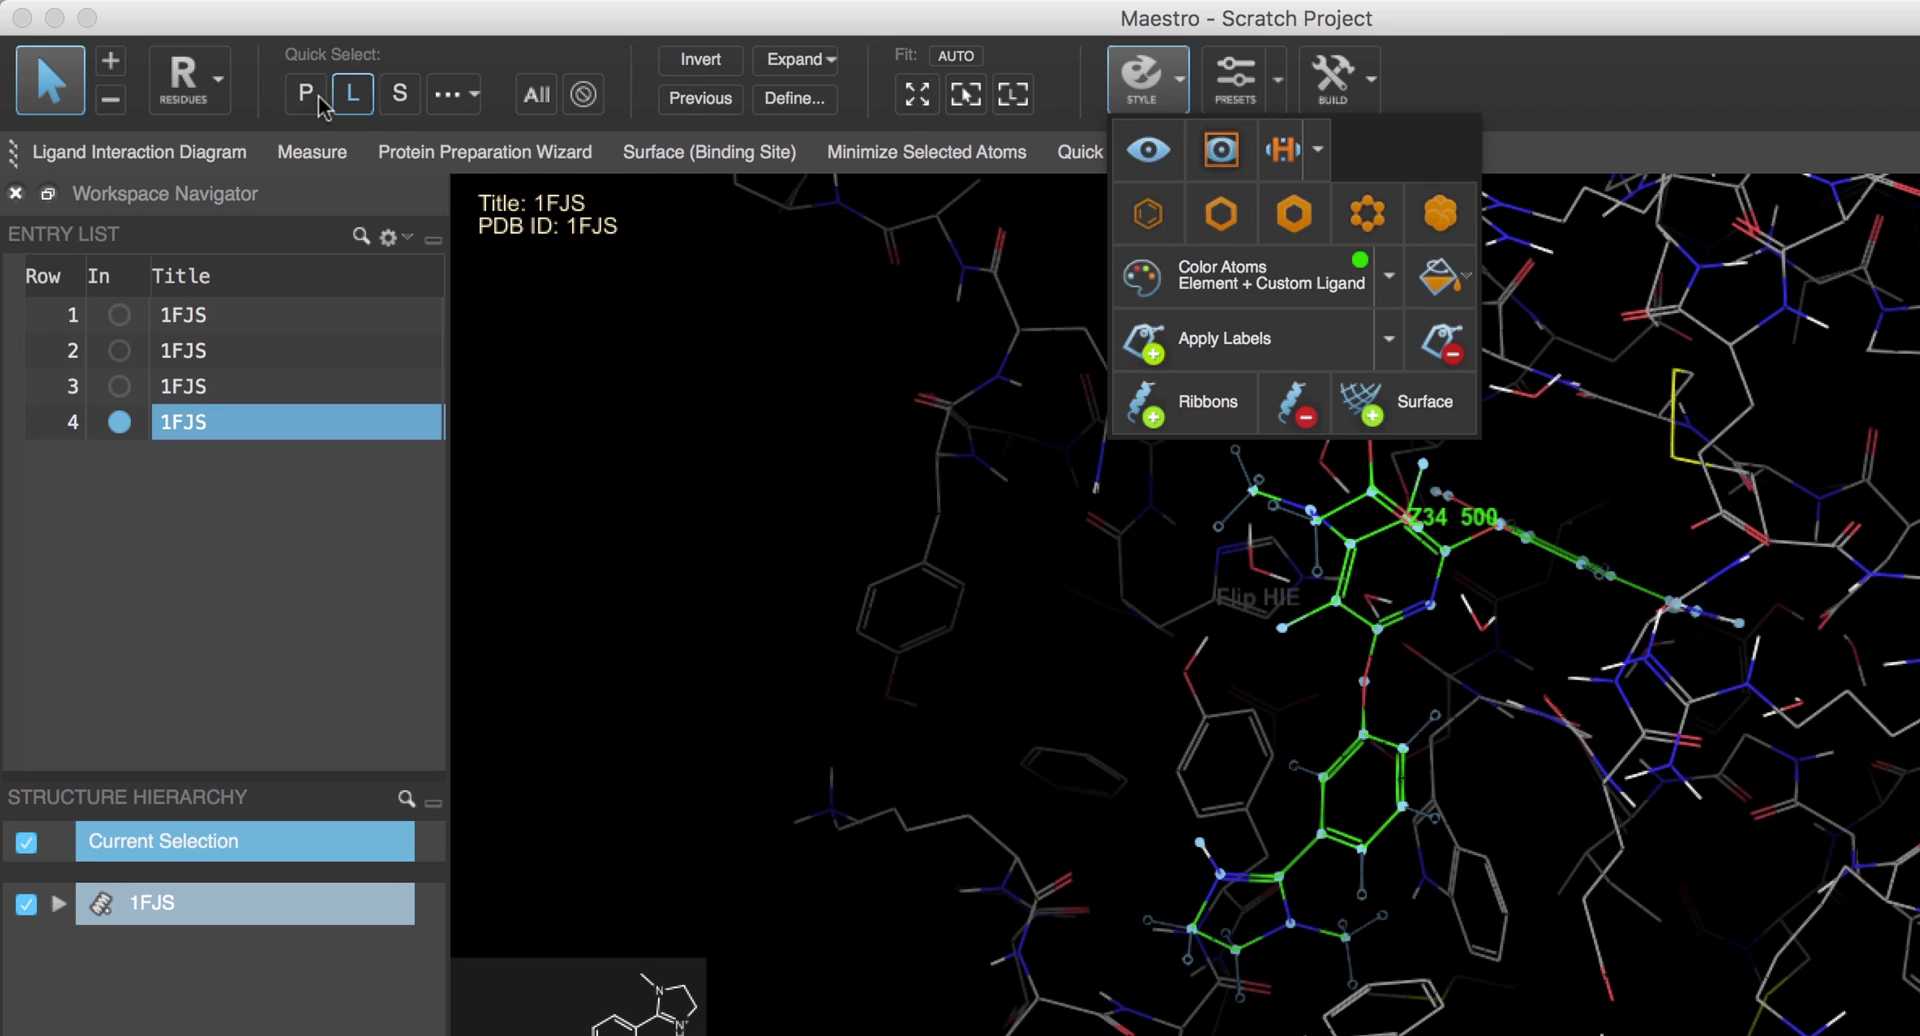 Maestro - Scratch Project
R
RESIDUES
Quick Select:
P
L
S
All
Invert
Expand
Previous
Define...
Fit:
AUTO
L
STYLE
PRESETS
BUILD
Ligand Interaction Diagram
Measure
Protein Preparation Wizard
Surface (Binding Site)
Minimize Selected Atoms
Quick
H
Color Atoms
Element + Custom Ligand
Apply Labels
Ribbons
Surface
Workspace Navigator
ENTRY LIST
Row In Title
1 1FJS
2 1FJS
3 1FJS
4 1FJS
Title: 1FJS
PDB ID: 1FJS
Z34 500
Flip HIE
STRUCTURE HIERARCHY
Current Selection
1FJS
N
N+